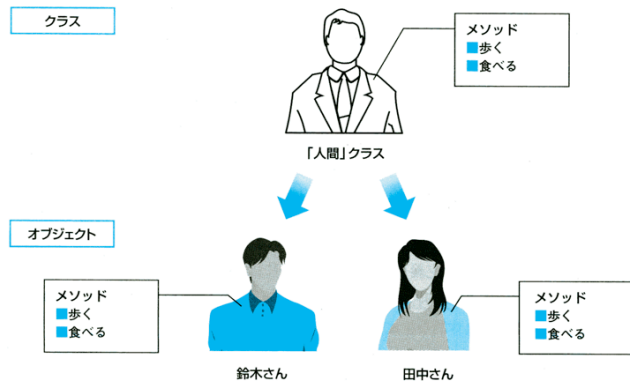 クラス
メソッド
■歩く
■食べる
「人間」クラス
オブジェクト
メソッド
■歩く
■食べる
メソッド
■歩く
■食べる
鈴木さん
田中さん